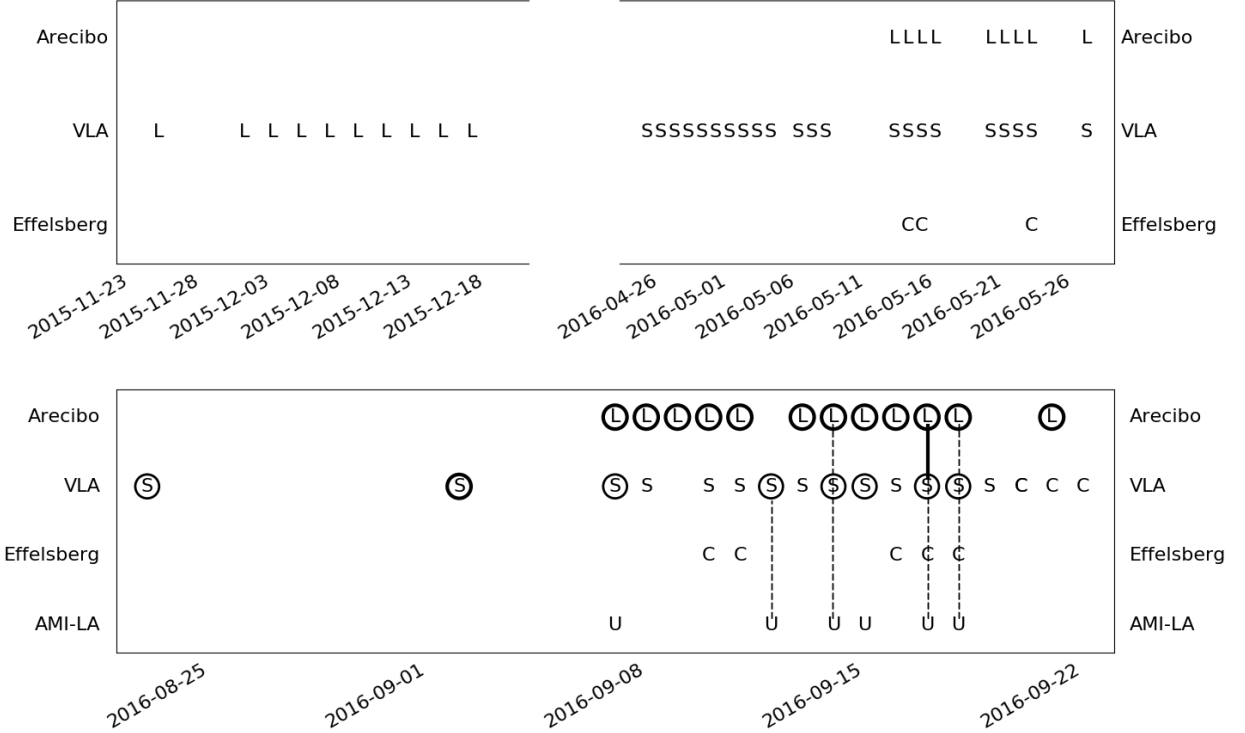 Arecibo L L L L L L L L L Arecibo
VLA L L L L L L L L L L S S S S S S S S S S S S S S S S S S S S S S VLA
Effelsberg C C C Effelsberg
2015-11-23 2015-11-28 2015-12-03 2015-12-08 2015-12-13 2015-12-18 2016-04-26 2016-05-01 2016-05-06 2016-05-11 2016-05-16 2016-05-21 2016-05-26
Arecibo L L L L L L L L L L L L Arecibo
VLA S S S S S S S S S S S S S S C C C VLA
Effelsberg C C C C C Effelsberg
AMI-LA U U U U U U AMI-LA
2016-08-25 2016-09-01 2016-09-08 2016-09-15 2016-09-22